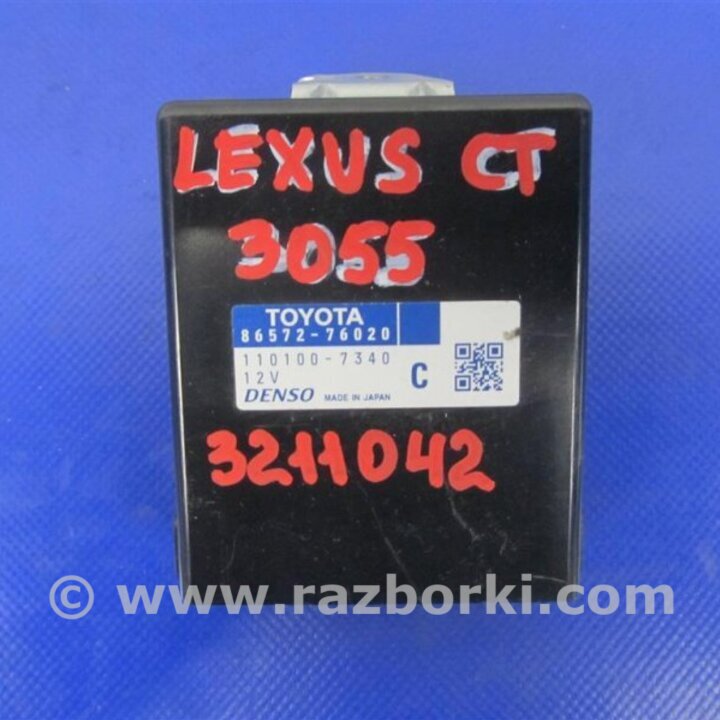 LEXUS CT
3055
TOYOTA
86572-76020
110100-7340
12V
C
DENSO MADE IN JAPAN
3211042
© www.razborki.com